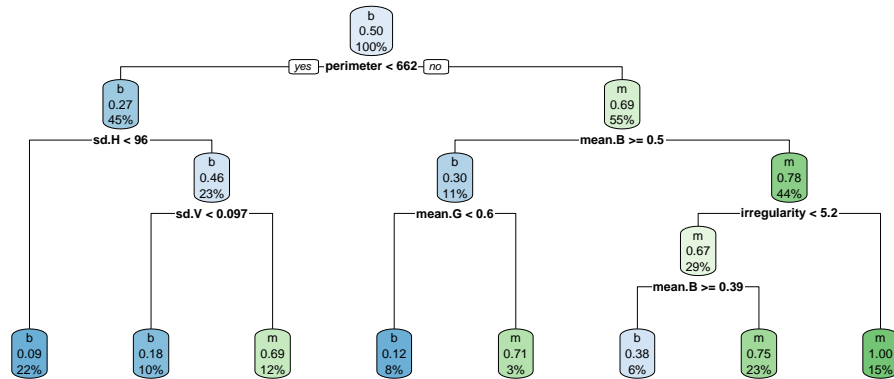 b
0.50
100%
yes perimeter < 662 no
b
0.27
45%
m
0.69
55%
sd.H < 96
mean.B >= 0.5
b
0.46
23%
b
0.30
11%
m
0.78
44%
sd.V < 0.097
mean.G < 0.6
irregularity < 5.2
m
0.67
29%
mean.B >= 0.39
b
0.09
22%
b
0.18
10%
m
0.69
12%
b
0.12
8%
m
0.71
3%
b
0.38
6%
m
0.75
23%
m
1.00
15%